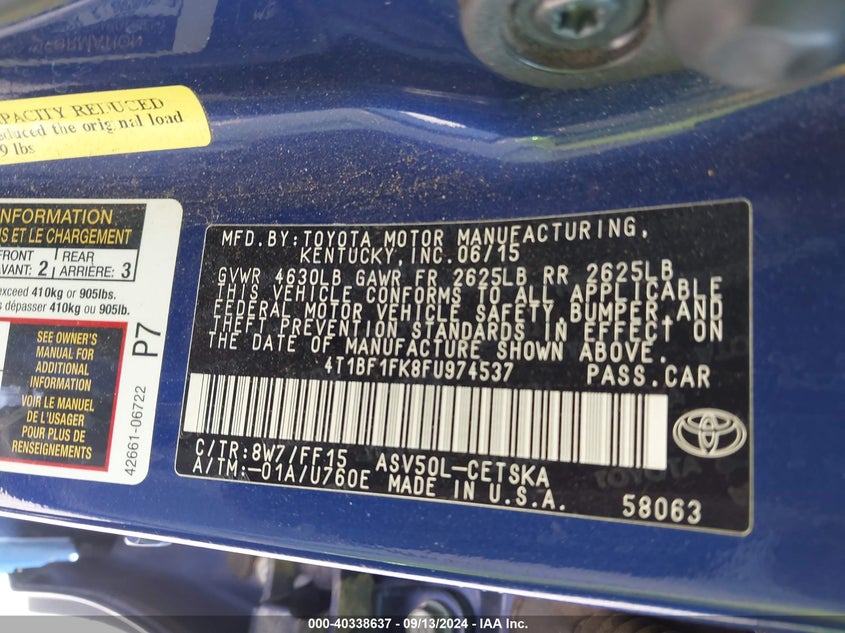 INFORMATION
CAPACITY REDUCED
reduced the original load
9 lbs
INFORMATION
NS ET LE CHARGEMENT
FRONT
AVANT: 2
REAR
ARRIÈRE: 3
exceed 410kg or 905lbs.
s dépasser 410kg ou 905lb.
SEE OWNER'S
MANUAL FOR
ADDITIONAL
INFORMATION
VOIR LE MANUEL
DE L'USAGER
POUR PLUS DE
RENSEIGNEMENTS
P7
42661-06722
MFD.BY:TOYOTA MOTOR MANUFACTURING,
KENTUCKY,INC.06/15
GVWR 4630LB GAWR FR 2625LB RR 2625LB
THIS VEHICLE CONFORMS TO ALL APPLICABLE
FEDERAL MOTOR VEHICLE SAFETY,BUMPER,AND
THEFT PREVENTION STANDARDS IN EFFECT ON
THE DATE OF MANUFACTURE SHOWN ABOVE.
4T1BF1FK8FU974537 PASS.CAR
C/TR:8W7/FF15 ASV50L-CETSKA
A/TM:-01A/U760E MADE IN U.S.A.
58063
TOYOTA
000-40338637 - 09/13/2024 - IAA Inc.